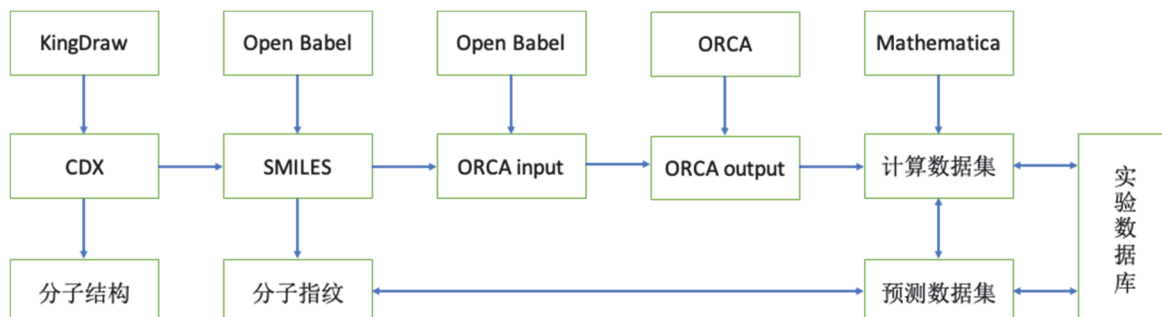 KingDraw
Open Babel
Open Babel
ORCA
Mathematica
CDX
SMILES
ORCA input
ORCA output
计算数据集
实验数据库
分子结构
分子指纹
预测数据集